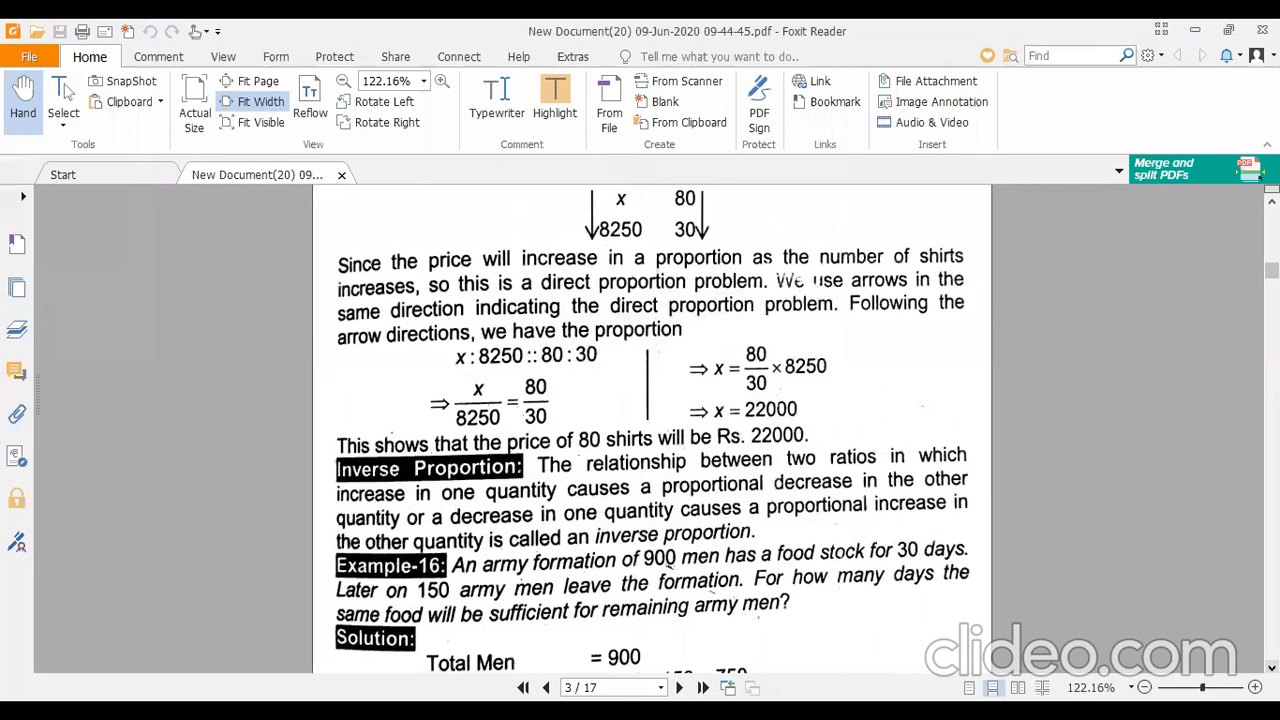 New Document(20) 09-Jun-2020 09-44-45.pdf - Foxit Reader
File Home Comment View Form Protect Share Connect Help Extras Tell me what you want to do.. Find
Hand Select SnapShot Clipboard Actual Size Fit Page Fit Width Fit Visible Reflow 122.16% Rotate Left Rotate Right Typewriter Highlight From File From Scanner Blank From Clipboard PDF Sign Link Bookmark File Attachment Image Annotation Audio & Video
Tools View Comment Create Protect Links Insert
Start New Document(20) 09... Merge and split PDFs
x 80
8250 30
Since the price will increase in a proportion as the number of shirts
increases, so this is a direct proportion problem. We use arrows in the
same direction indicating the direct proportion problem. Following the
arrow directions, we have the proportion
x : 8250 :: 80 : 30
⇒ x/8250 = 80/30
⇒ x = 80/30 × 8250
⇒ x = 22000
This shows that the price of 80 shirts will be Rs. 22000.
Inverse Proportion: The relationship between two ratios in which
increase in one quantity causes a proportional decrease in the other
quantity or a decrease in one quantity causes a proportional increase in
the other quantity is called an inverse proportion.
Example-16: An army formation of 900 men has a food stock for 30 days.
Later on 150 army men leave the formation. For how many days the
same food will be sufficient for remaining army men?
Solution:
Total Men = 900
clideo.com
3 / 17 122.16%